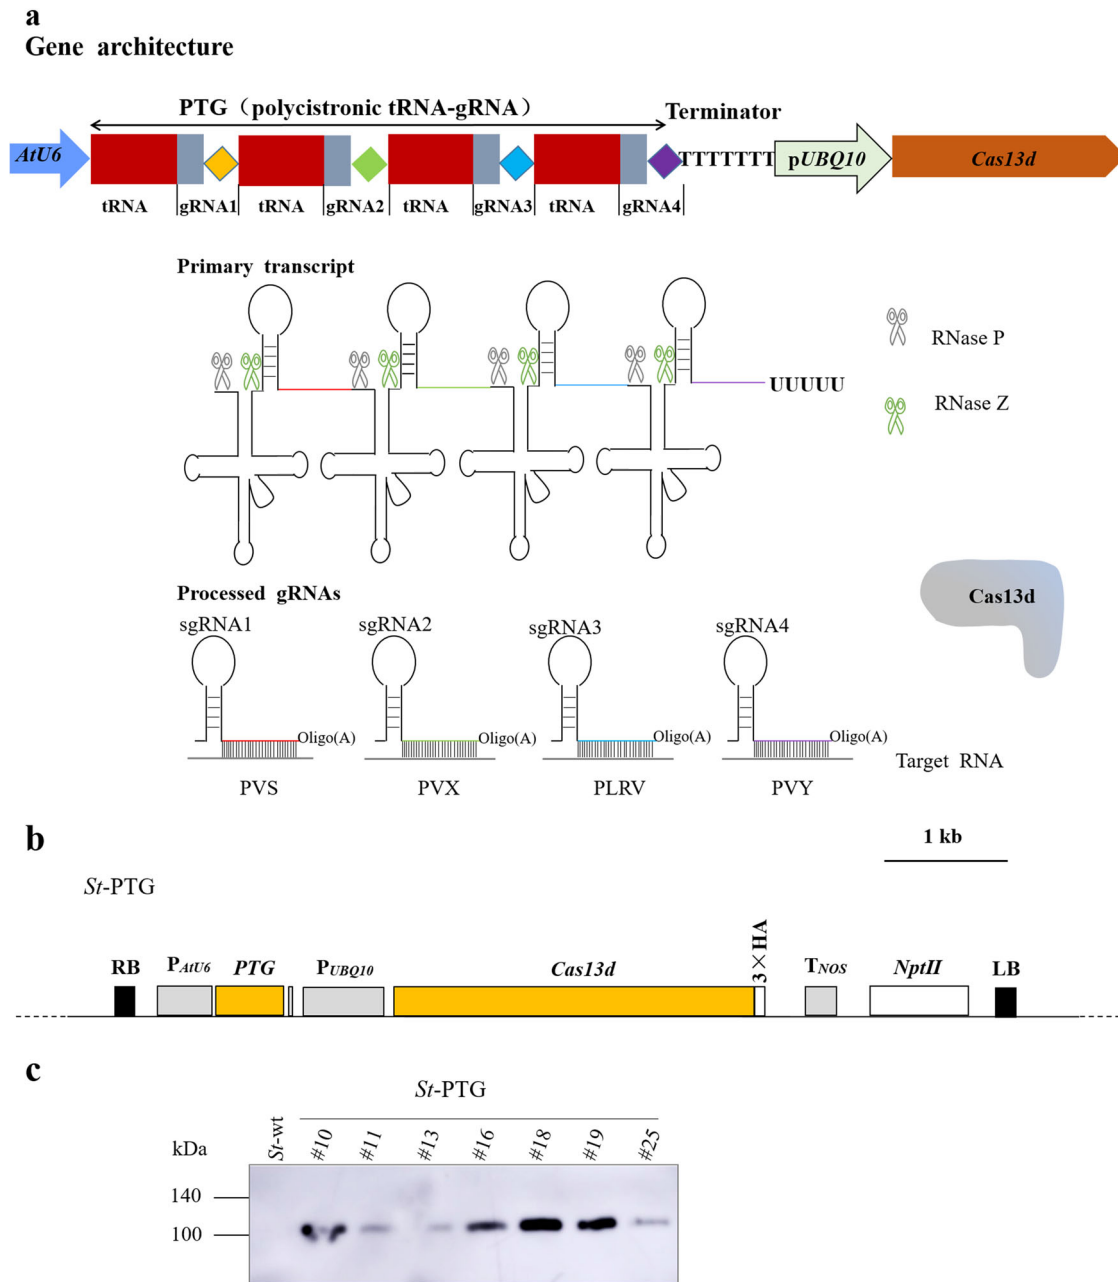 a
Gene architecture
PTG（polycistronic tRNA-gRNA）
Terminator
AtU6
TTTTTTT
pUBQ10
Cas13d
tRNA gRNA1 tRNA gRNA2 tRNA gRNA3 tRNA gRNA4
Primary transcript
RNase P
UUUUU
RNase Z
Processed gRNAs
Cas13d
sgRNA1 sgRNA2 sgRNA3 sgRNA4
Oligo(A) Oligo(A) Oligo(A) Oligo(A)
Target RNA
PVS PVX PLRV PVY
b
1 kb
St-PTG
RB PAtU6 PTG PUBQ10 Cas13d 3×HA TNOS NptII LB
c
St-PTG
kDa St-wt #10 #11 #13 #16 #18 #19 #25
140
100